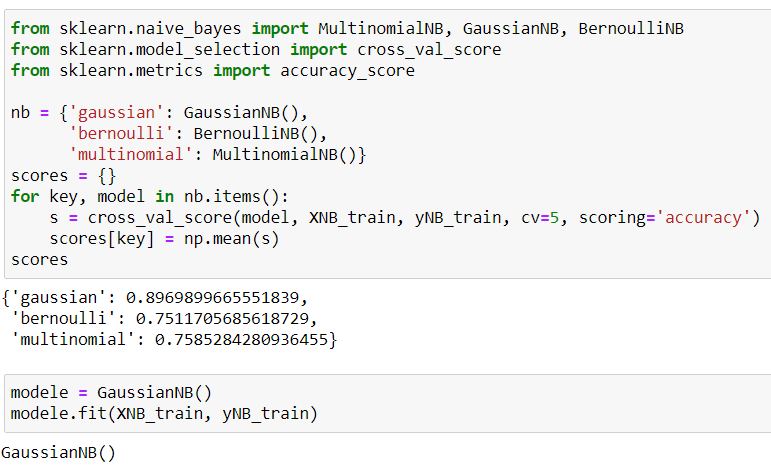 from sklearn.naive_bayes import MultinomialNB, GaussianNB, BernoulliNB
from sklearn.model_selection import cross_val_score
from sklearn.metrics import accuracy_score

nb = {'gaussian': GaussianNB(),
      'bernoulli': BernoulliNB(),
      'multinomial': MultinomialNB()}
scores = {}
for key, model in nb.items():
    s = cross_val_score(model, XNB_train, yNB_train, cv=5, scoring='accuracy')
    scores[key] = np.mean(s)
scores
{'gaussian': 0.8969899665551839,
 'bernoulli': 0.7511705685618729,
 'multinomial': 0.7585284280936455}
modele = GaussianNB()
modele.fit(XNB_train, yNB_train)
GaussianNB()